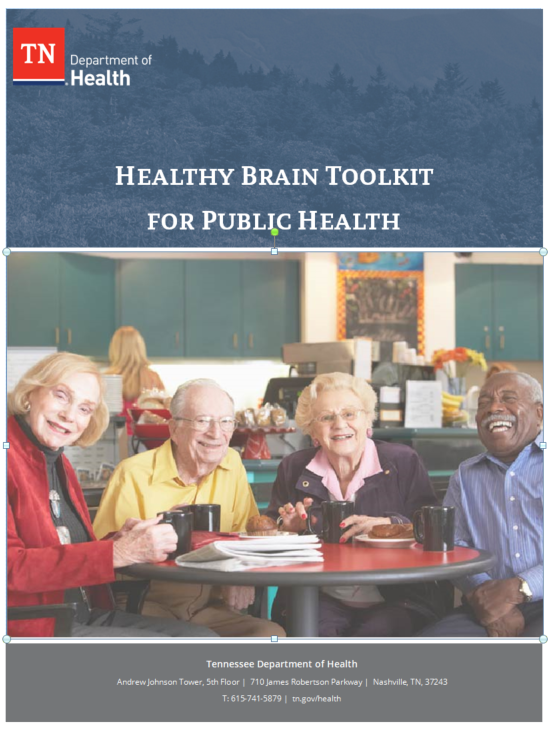 TN
Department of
Health
HEALTHY BRAIN TOOLKIT
FOR PUBLIC HEALTH
Tennessee Department of Health
Andrew Johnson Tower, 5th Floor | 710 James Robertson Parkway | Nashville, TN, 37243
T: 615-741-5879 | tn.gov/health